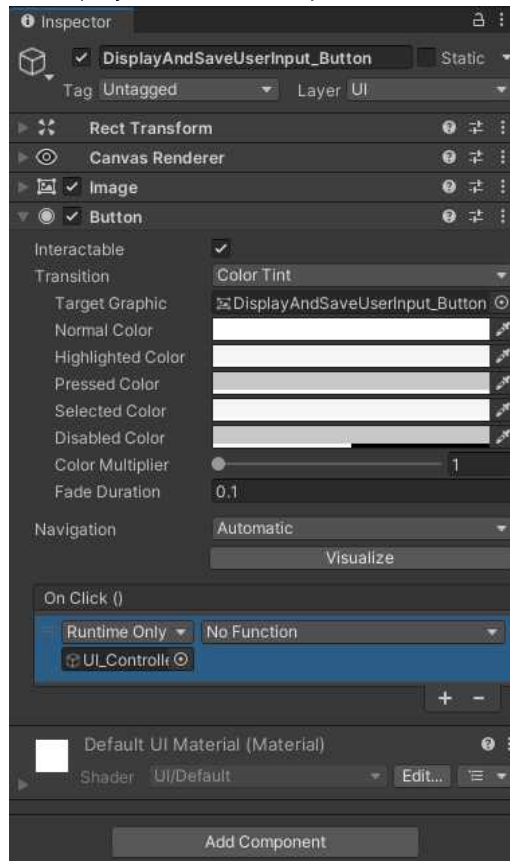 Inspector
DisplayAndSaveUserInput_Button Static
Tag Untagged Layer UI
Rect Transform
Canvas Renderer
Image
Button
Interactable
Transition Color Tint
Target Graphic DisplayAndSaveUserInput_Button
Normal Color
Highlighted Color
Pressed Color
Selected Color
Disabled Color
Color Multiplier 1
Fade Duration 0.1
Navigation Automatic
Visualize
On Click ()
Runtime Only No Function
UI_Controlle
+ −
Default UI Material (Material)
Shader UI/Default Edit...
Add Component